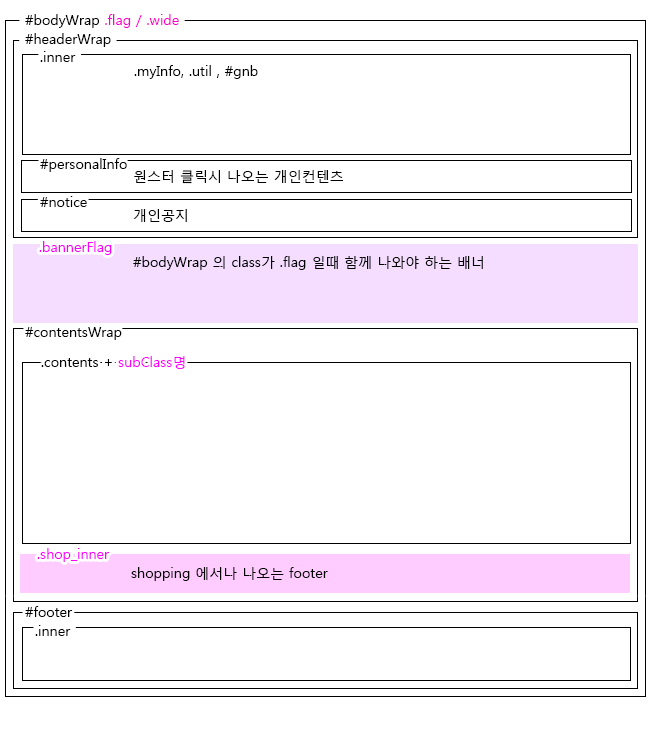 #bodyWrap .flag / .wide
#headerWrap
.inner
.myInfo, .util , #gnb
#personalInfo
원스터 클릭시 나오는 개인컨텐츠
#notice
개인공지
.bannerFlag
#bodyWrap 의 class가 .flag 일때 함께 나와야 하는 배너
#contentsWrap
.contents + subClass명
.shop_inner
shopping 에서나 나오는 footer
#footer
.inner